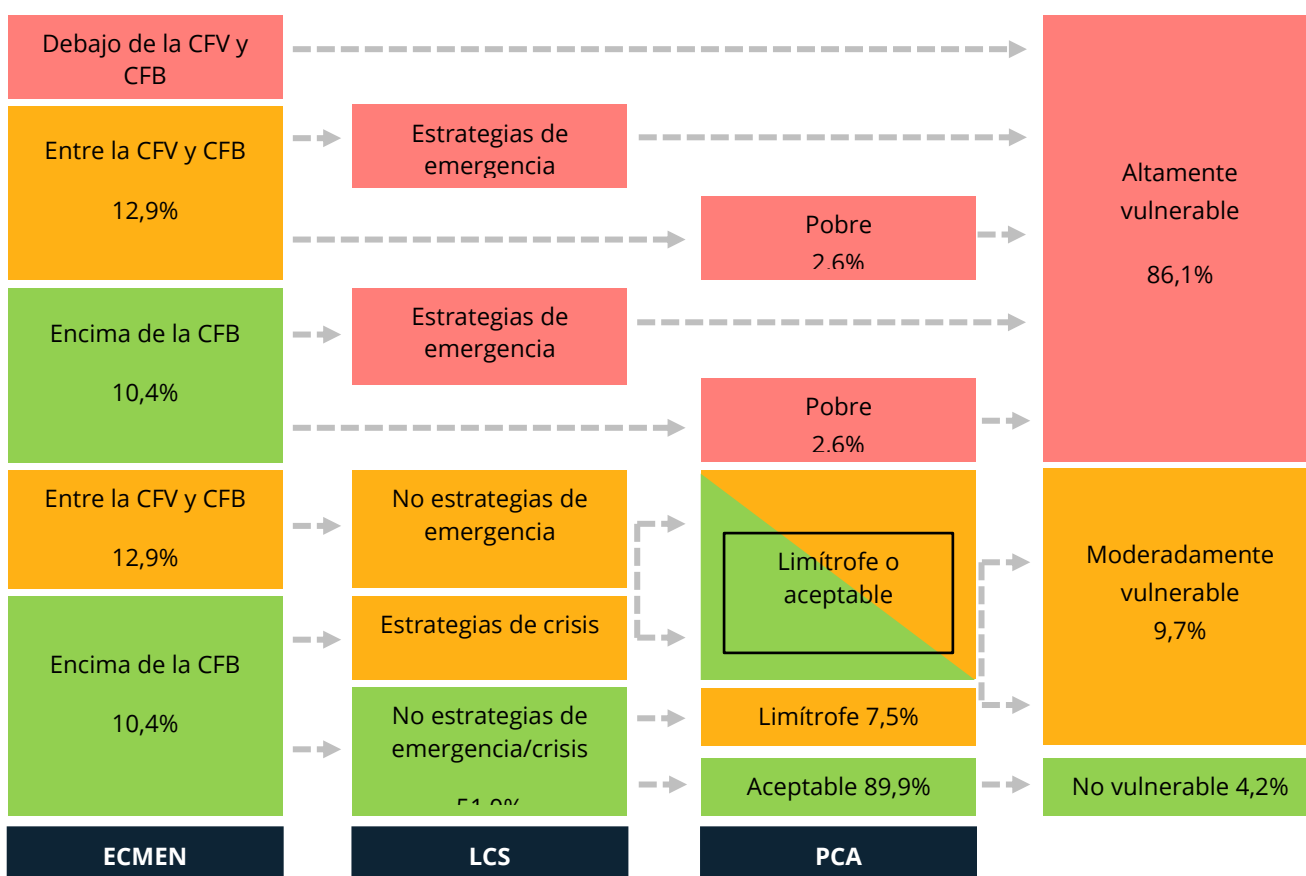 Debajo de la CFV y
CFB
Entre la CFV y CFB
12,9%
Encima de la CFB
10,4%
Entre la CFV y CFB
12,9%
Encima de la CFB
10,4%
ECMEN
Estrategias de
emergencia
Estrategias de
emergencia
No estrategias de
emergencia
Estrategias de crisis
No estrategias de
emergencia/crisis
LCS
Pobre
2,6%
Pobre
2,6%
Limítrofe o
aceptable
Limítrofe 7,5%
Aceptable 89,9%
PCA
Altamente
vulnerable
86,1%
Moderadamente
vulnerable
9,7%
No vulnerable 4,2%